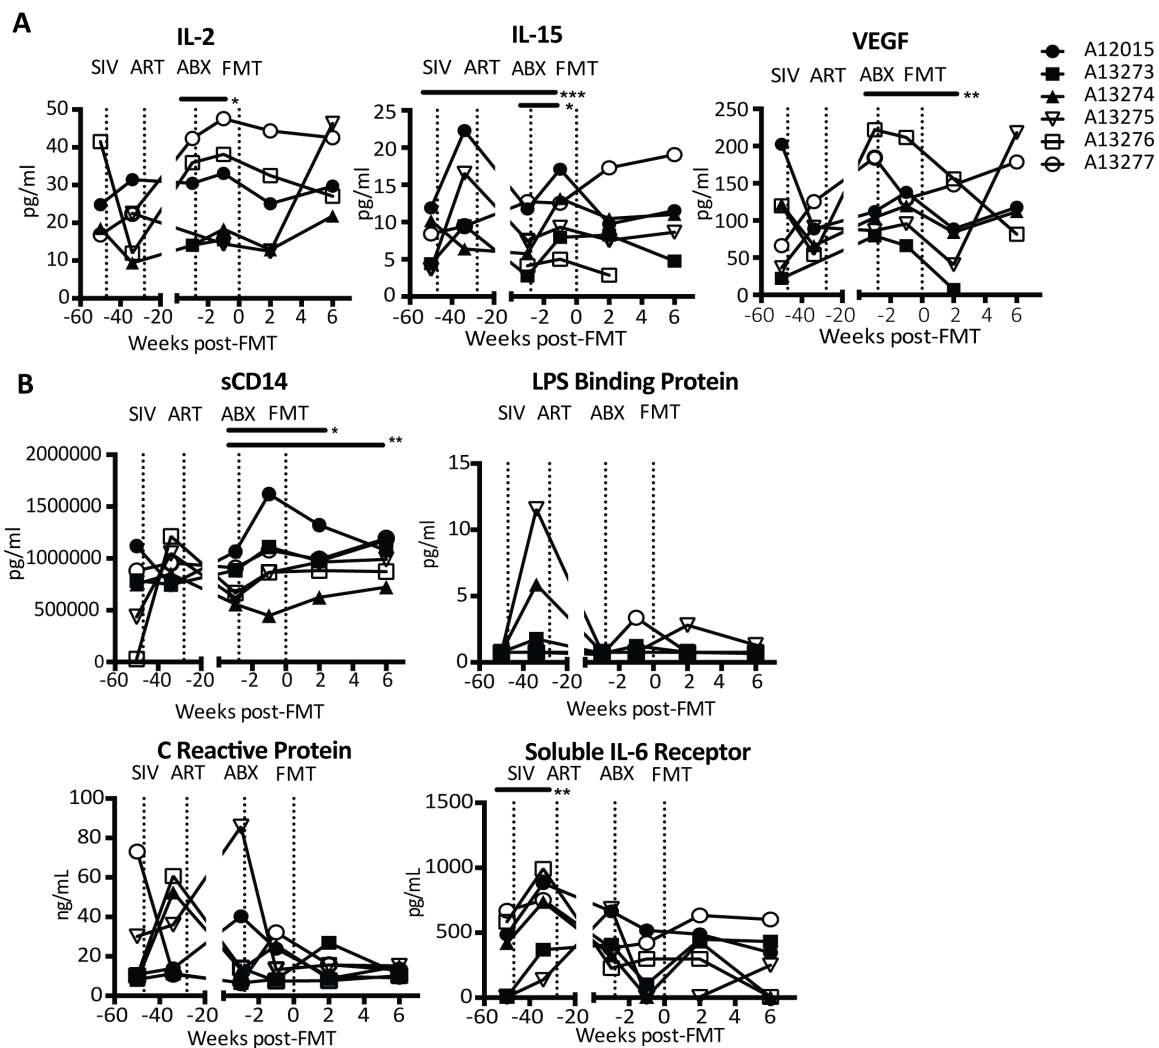 A
IL-2
IL-15
VEGF
SIV ART ABX FMT
SIV ART ABX FMT
SIV ART ABX FMT
A12015
A13273
A13274
A13275
A13276
A13277
*
***
*
**
pg/ml
50
40
30
20
10
0
-60 -40 -20 -2 0 2 4 6
Weeks post-FMT
pg/ml
25
20
15
10
5
0
-60 -40 -20 -2 0 2 4 6
Weeks post-FMT
pg/ml
250
200
150
100
50
0
-60 -40 -20 -2 0 2 4 6
Weeks post-FMT
B
sCD14
SIV ART ABX FMT
*
**
pg/ml
2000000
1500000
1000000
500000
0
-60 -40 -20 -2 0 2 4 6
Weeks post-FMT
LPS Binding Protein
SIV ART ABX FMT
pg/ml
15
10
5
0
-60 -40 -20 -2 0 2 4 6
Weeks post-FMT
C Reactive Protein
SIV ART ABX FMT
ng/mL
100
80
60
40
20
0
-60 -40 -20 -2 0 2 4 6
Weeks post-FMT
Soluble IL-6 Receptor
SIV ART ABX FMT
**
pg/mL
1500
1000
500
0
-60 -40 -20 -2 0 2 4 6
Weeks post-FMT